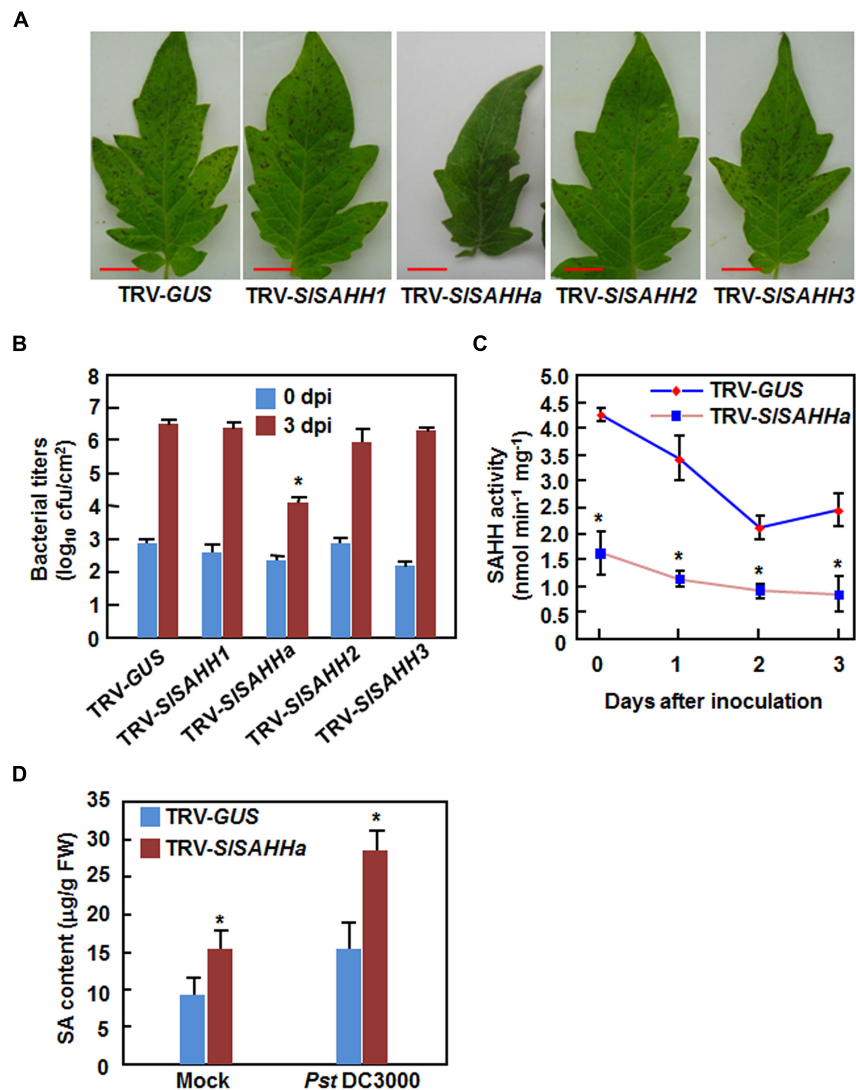 A
TRV-GUS
TRV-SlSAHH1
TRV-SlSAHHa
TRV-SlSAHH2
TRV-SlSAHH3
B
Bacterial titers
(log10 cfu/cm²)
8
7
6
5
4
3
2
1
0
0 dpi
3 dpi
*
TRV-GUS
TRV-SlSAHH1
TRV-SlSAHHa
TRV-SlSAHH2
TRV-SlSAHH3
C
SAHH activity
(nmol min⁻¹ mg⁻¹)
5.0
4.5
4.0
3.5
3.0
2.5
2.0
1.5
1.0
0.5
0
TRV-GUS
TRV-SlSAHHa
*
*
*
*
0 1 2 3
Days after inoculation
D
SA content (µg/g FW)
35
30
25
20
15
10
5
0
TRV-GUS
TRV-SlSAHHa
*
*
Mock
Pst DC3000